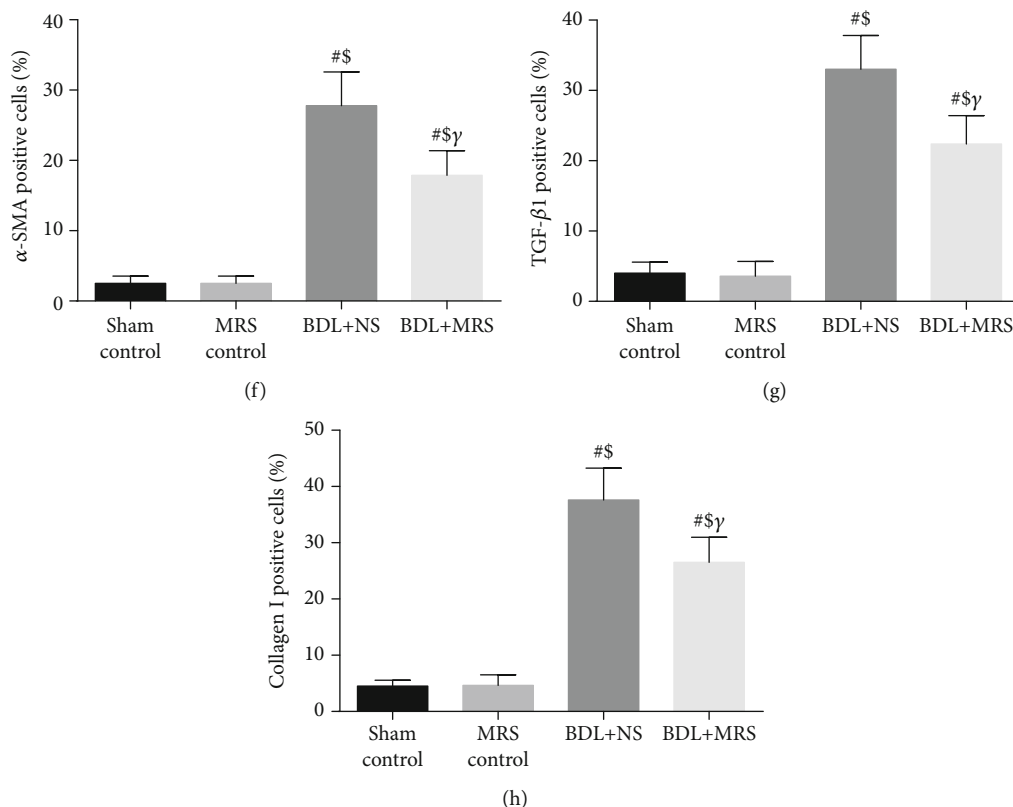 α-SMA positive cells (%)
40
30
20
10
0
#$
#$γ
Sham
control
MRS
control
BDL+NS
BDL+MRS
(f)
TGF-β1 positive cells (%)
40
30
20
10
0
#$
#$γ
Sham
control
MRS
control
BDL+NS
BDL+MRS
(g)
Collagen I positive cells (%)
50
40
30
20
10
0
#$
#$γ
Sham
control
MRS
control
BDL+NS
BDL+MRS
(h)